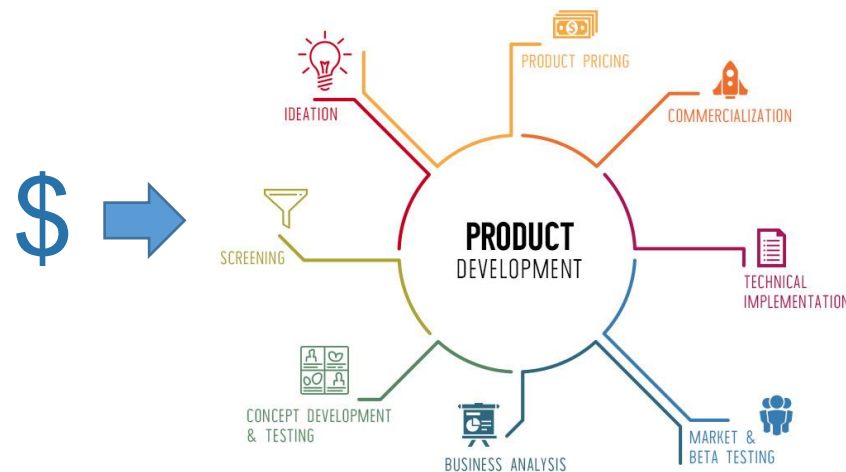 $
PRODUCT PRICING
IDEATION
COMMERCIALIZATION
PRODUCT
DEVELOPMENT
SCREENING
TECHNICAL
IMPLEMENTATION
CONCEPT DEVELOPMENT
& TESTING
MARKET &
BETA TESTING
BUSINESS ANALYSIS